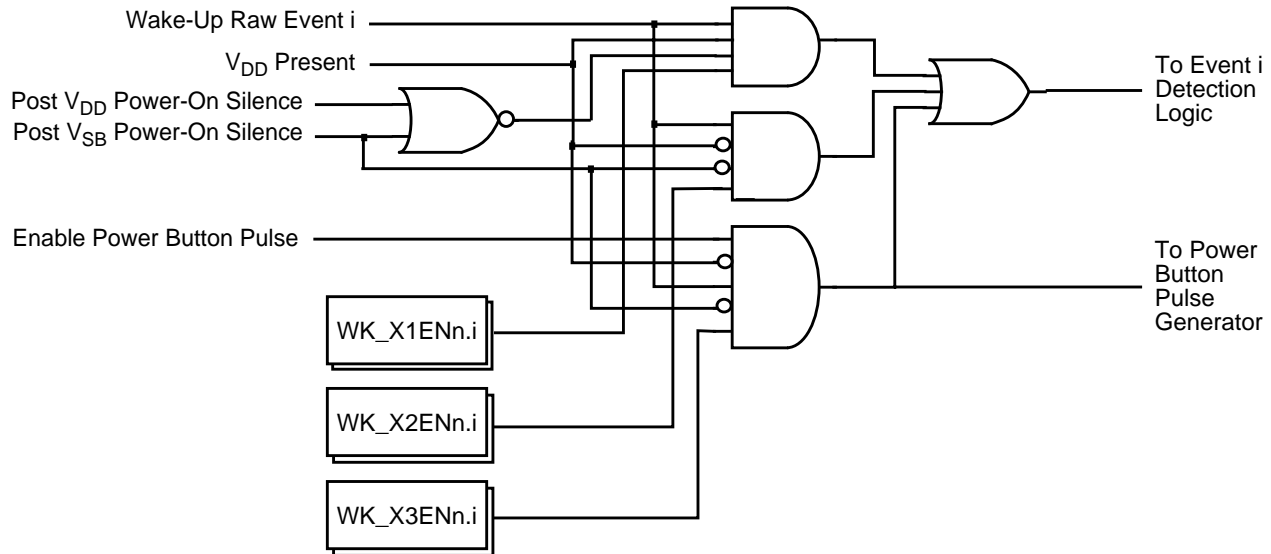 Wake-Up Raw Event i
VDD Present
Post VDD Power-On Silence
Post VSB Power-On Silence
Enable Power Button Pulse
WK_X1ENn.i
WK_X2ENn.i
WK_X3ENn.i
To Event i
Detection
Logic
To Power
Button
Pulse
Generator